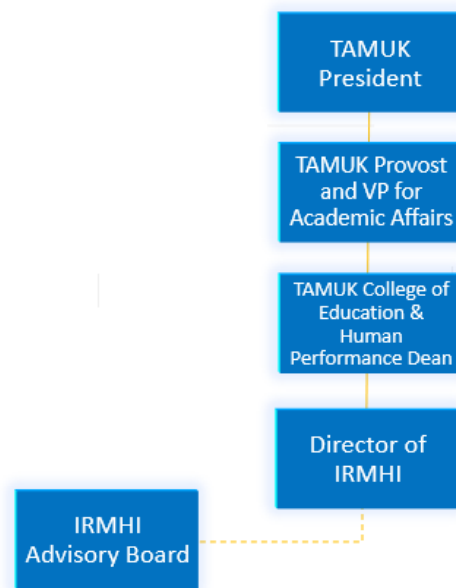 TAMUK
President
TAMUK Provost
and VP for
Academic Affairs
TAMUK College of
Education &
Human
Performance Dean
Director of
IRMHI
IRMHI
Advisory Board